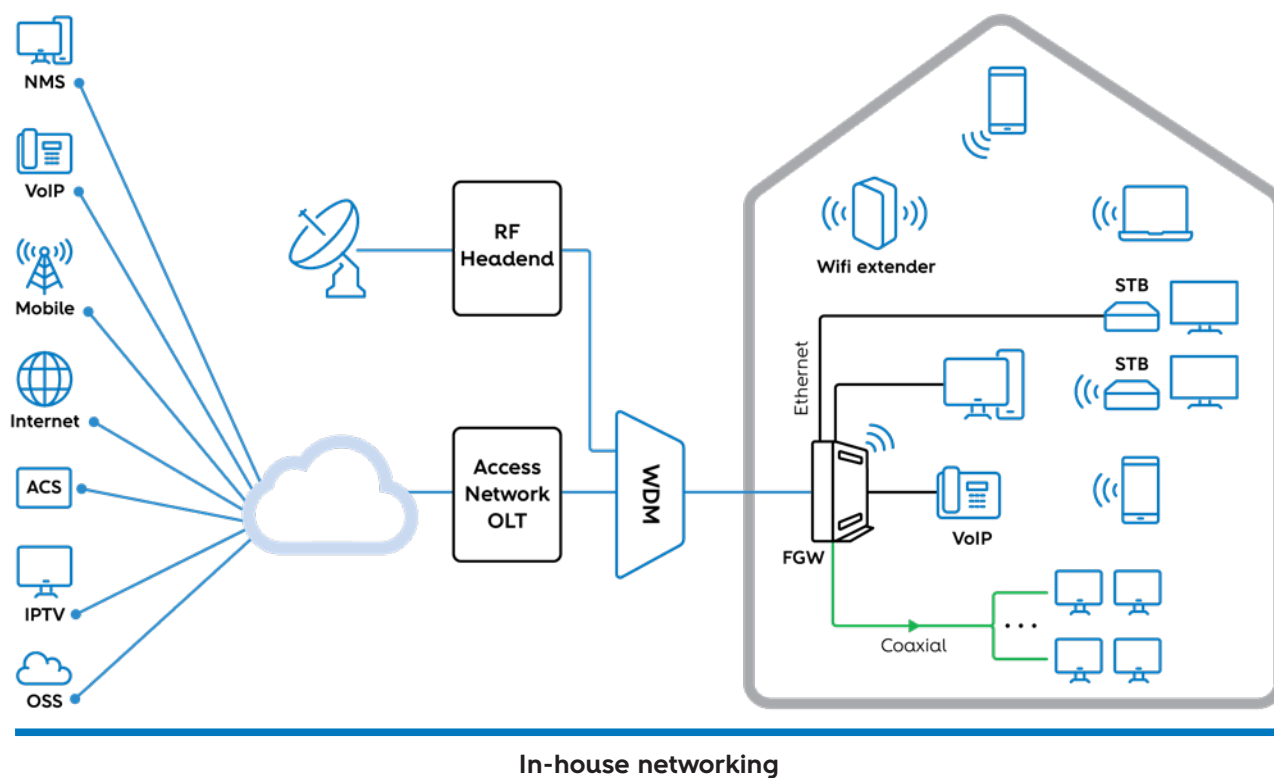 NMS
VoIP
Mobile
Internet
ACS
IPTV
OSS
RF
Headend
Access
Network
OLT
WDM
Wifi extender
STB
STB
Ethernet
FGW
VoIP
Coaxial
In-house networking